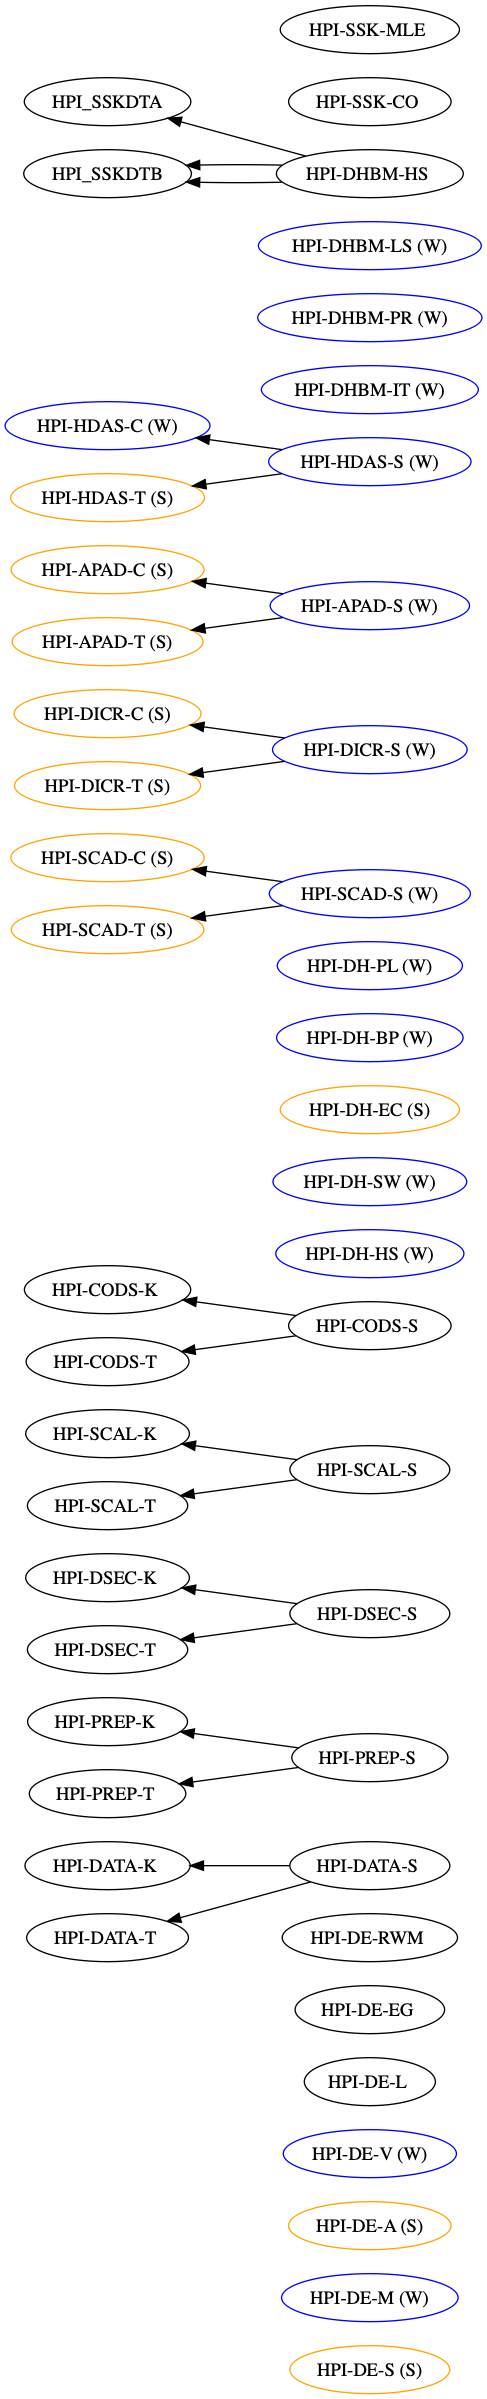 HPI-SSK-MLE
HPI_SSKDTA
HPI-SSK-CO
HPI_SSKDTB
HPI-DHBM-HS
HPI-DHBM-LS (W)
HPI-DHBM-PR (W)
HPI-DHBM-IT (W)
HPI-HDAS-C (W)
HPI-HDAS-S (W)
HPI-HDAS-T (S)
HPI-APAD-C (S)
HPI-APAD-S (W)
HPI-APAD-T (S)
HPI-DICR-C (S)
HPI-DICR-S (W)
HPI-DICR-T (S)
HPI-SCAD-C (S)
HPI-SCAD-S (W)
HPI-SCAD-T (S)
HPI-DH-PL (W)
HPI-DH-BP (W)
HPI-DH-EC (S)
HPI-DH-SW (W)
HPI-DH-HS (W)
HPI-CODS-K
HPI-CODS-S
HPI-CODS-T
HPI-SCAL-K
HPI-SCAL-S
HPI-SCAL-T
HPI-DSEC-K
HPI-DSEC-S
HPI-DSEC-T
HPI-PREP-K
HPI-PREP-S
HPI-PREP-T
HPI-DATA-K
HPI-DATA-S
HPI-DATA-T
HPI-DE-RWM
HPI-DE-EG
HPI-DE-L
HPI-DE-V (W)
HPI-DE-A (S)
HPI-DE-M (W)
HPI-DE-S (S)